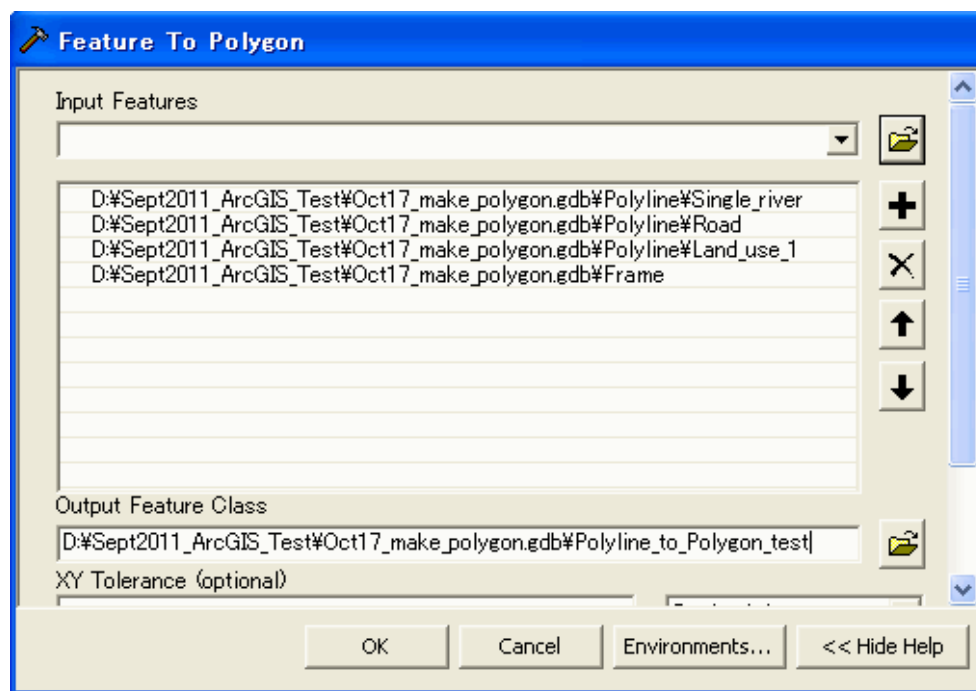 Feature To Polygon
Input Features
D:¥Sept2011_ArcGIS_Test¥Oct17_make_polygon.gdb¥Polyline¥Single_river
D:¥Sept2011_ArcGIS_Test¥Oct17_make_polygon.gdb¥Polyline¥Road
D:¥Sept2011_ArcGIS_Test¥Oct17_make_polygon.gdb¥Polyline¥Land_use_1
D:¥Sept2011_ArcGIS_Test¥Oct17_make_polygon.gdb¥Frame
Output Feature Class
D:¥Sept2011_ArcGIS_Test¥Oct17_make_polygon.gdb¥Polyline_to_Polygon_test
XY Tolerance (optional)
OK Cancel Environments... << Hide Help